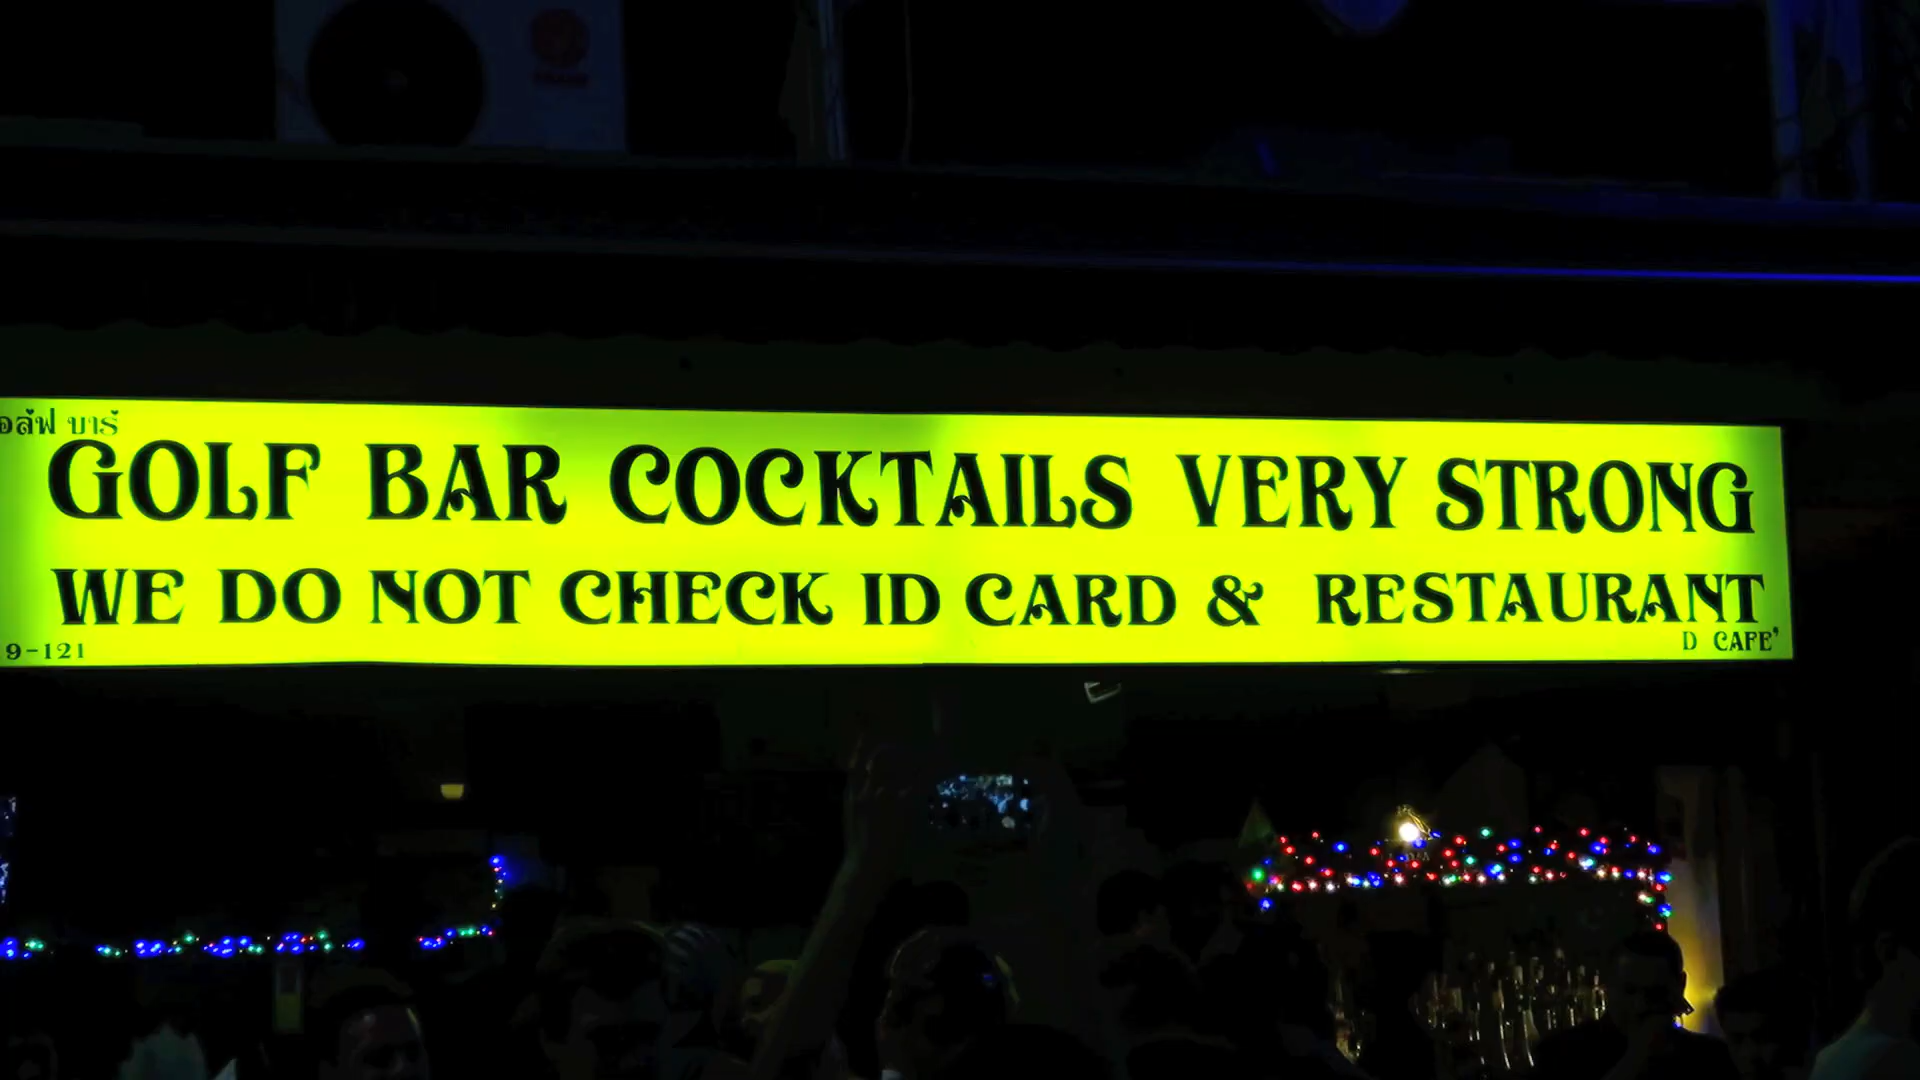 อล์ฟ บาร์
GOLF BAR COCKTAILS VERY STRONG
WE DO NOT CHECK ID CARD & RESTAURANT
9-121
D CAFE'